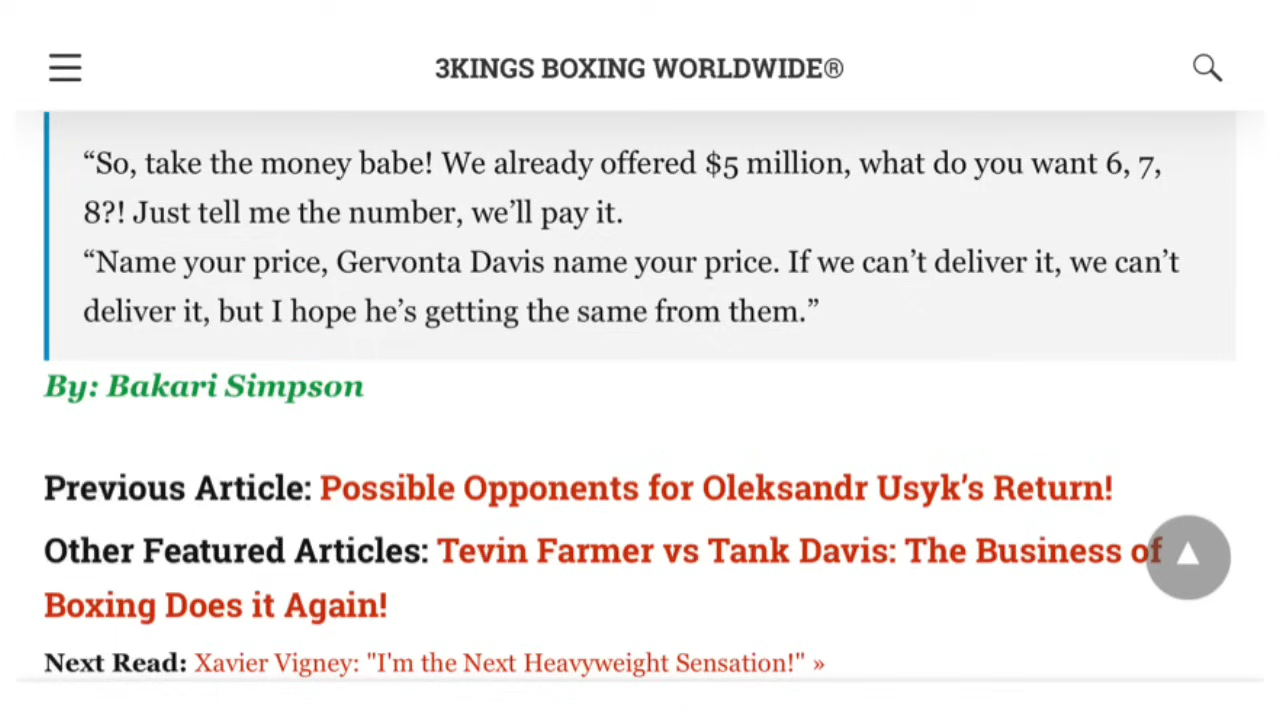 3KINGS BOXING WORLDWIDE®
“So, take the money babe! We already offered $5 million, what do you want 6, 7,
8?! Just tell me the number, we’ll pay it.
“Name your price, Gervonta Davis name your price. If we can’t deliver it, we can’t
deliver it, but I hope he’s getting the same from them.”
By: Bakari Simpson
Previous Article: Possible Opponents for Oleksandr Usyk’s Return!
Other Featured Articles: Tevin Farmer vs Tank Davis: The Business of
Boxing Does it Again!
Next Read: Xavier Vigney: "I'm the Next Heavyweight Sensation!" »